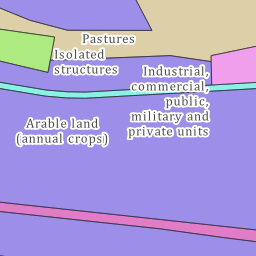 Pastures
Isolated
structures
Industrial,
commercial,
public,
military and
private units
Arable land
(annual crops)